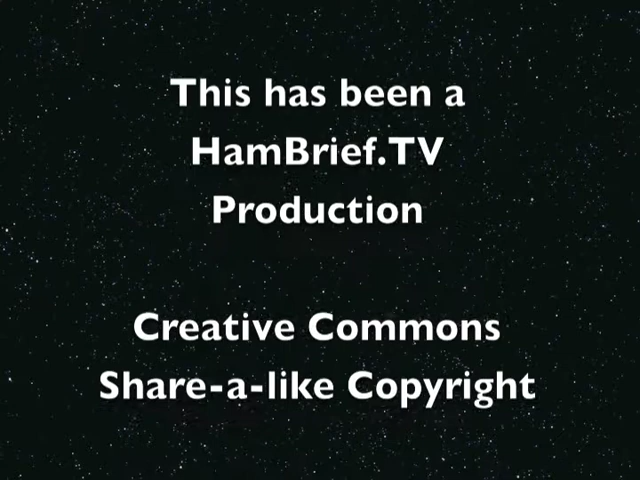 This has been a
HamBrief.TV
Production
Creative Commons
Share-a-like Copyright